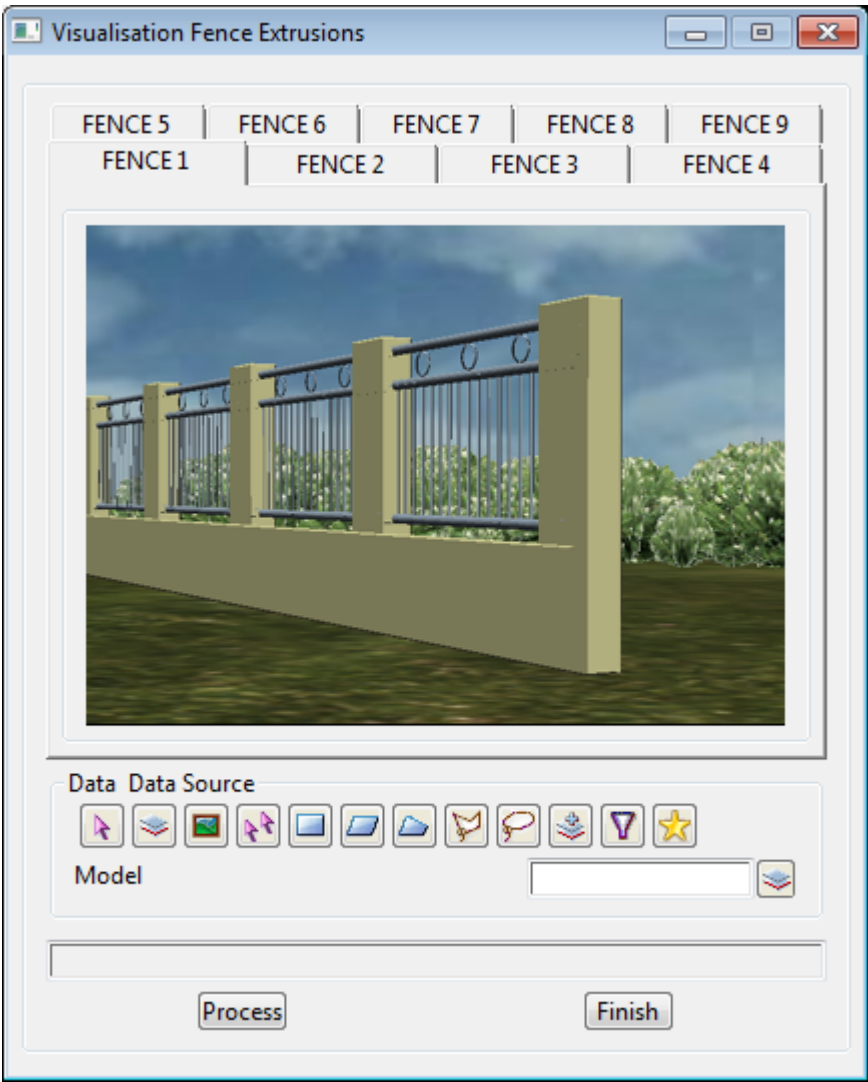 Visualisation Fence Extrusions
FENCE 5 FENCE 6 FENCE 7 FENCE 8 FENCE 9
FENCE 1 FENCE 2 FENCE 3 FENCE 4
Data Data Source
Model
Process Finish